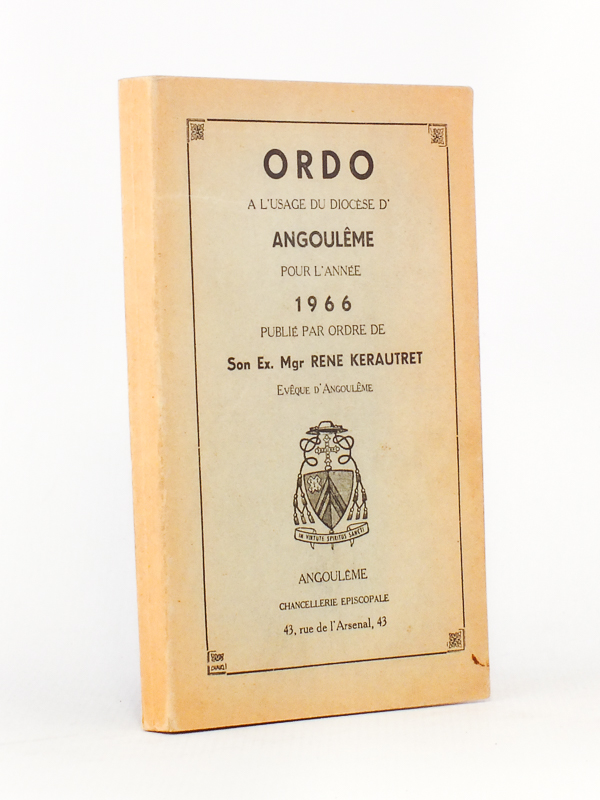 ORDO
A L'USAGE DU DIOCÈSE D'
ANGOULÊME
POUR L'ANNÉE
1966
PUBLIÉ PAR ORDRE DE
Son Ex. Mgr RENE KERAUTRET
EVÊQUE D'ANGOULÊME
IN VIRTUTE SPIRITUS SANCTI
ANGOULÊME
CHANCELLERIE EPISCOPALE
43, rue de l'Arsenal, 43